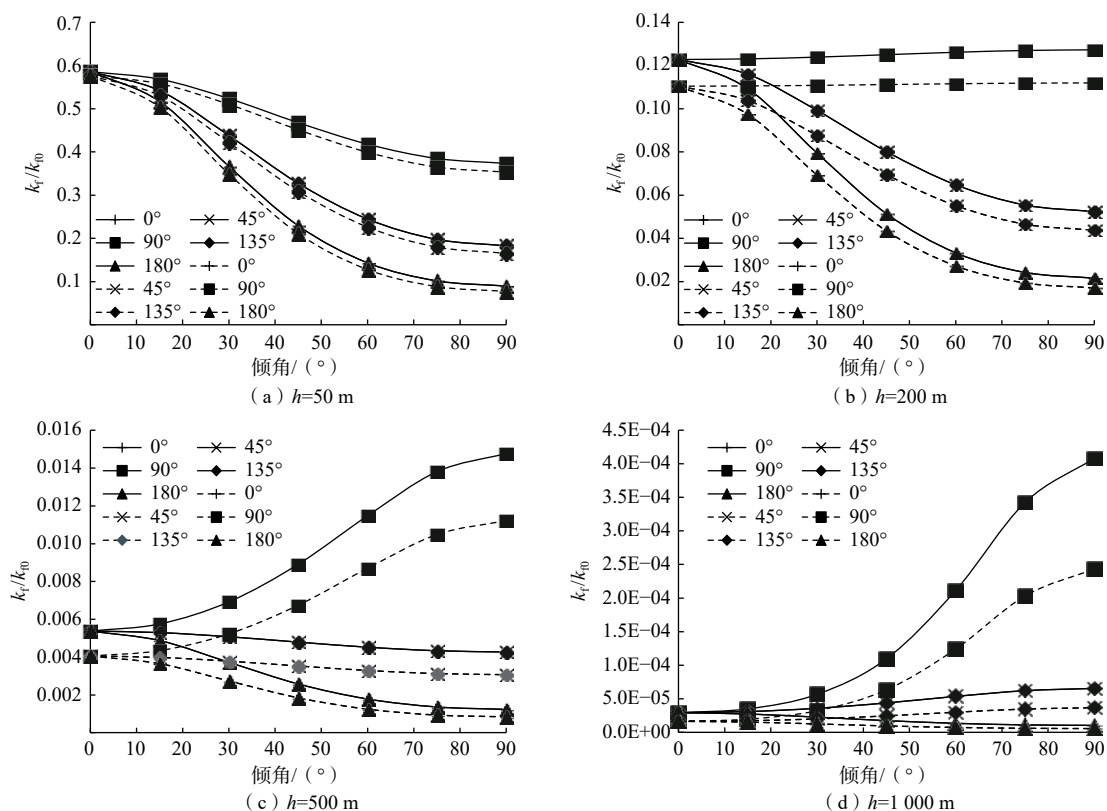 0.7
0.6
0.5
0.4
0.3
0.2
0.1
kf/kf0
0° 45°
90° 135°
180° 0°
45° 90°
135° 180°
0 10 20 30 40 50 60 70 80 90
倾角/(°)
(a) h=50 m
0.14
0.12
0.10
0.08
0.06
0.04
0.02
kf/kf0
0° 45°
90° 135°
180° 0°
45° 90°
135° 180°
0 10 20 30 40 50 60 70 80 90
倾角/(°)
(b) h=200 m
0.016
0.014
0.012
0.010
0.008
0.006
0.004
0.002
kf/kf0
0° 45°
90° 135°
180° 0°
45° 90°
135° 180°
0 10 20 30 40 50 60 70 80 90
倾角/(°)
(c) h=500 m
4.5E−04
4.0E−04
3.5E−04
3.0E−04
2.5E−04
2.0E−04
1.5E−04
1.0E−04
5.0E−05
0.0E+00
kf/kf0
0° 45°
90° 135°
180° 0°
45° 90°
135° 180°
0 10 20 30 40 50 60 70 80 90
倾角/(°)
(d) h=1 000 m